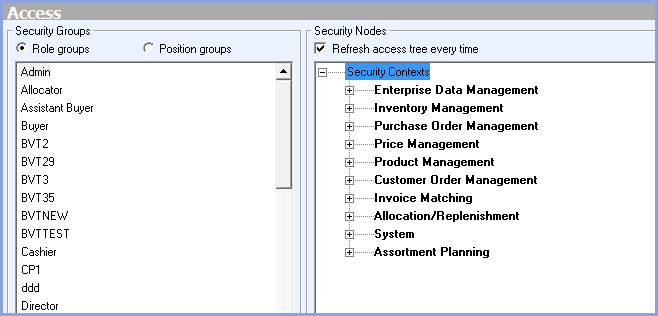 Access
Security Groups
Role groups
Position groups
Admin
Allocator
Assistant Buyer
Buyer
BVT2
BVT29
BVT3
BVT35
BVTNEW
BVTTEST
Cashier
CP1
ddd
Director
Security Nodes
Refresh access tree every time
Security Contexts
Enterprise Data Management
Inventory Management
Purchase Order Management
Price Management
Product Management
Customer Order Management
Invoice Matching
Allocation/Replenishment
System
Assortment Planning